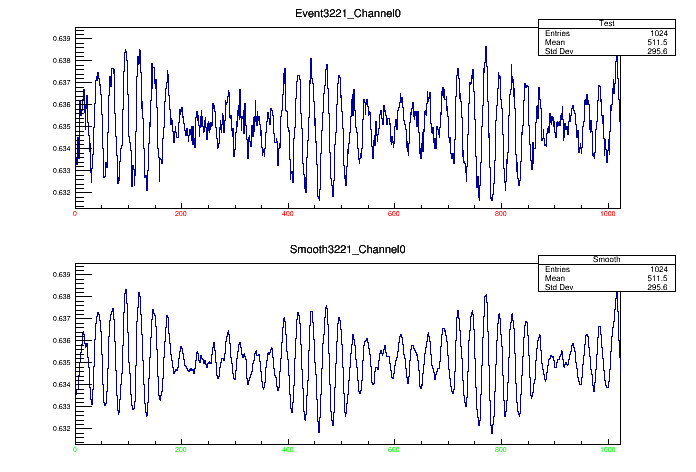 Event3221_Channel0
Test
Entries 1024
Mean 511.5
Std Dev 295.6
0.639
0.638
0.637
0.636
0.635
0.634
0.633
0.632
0 200 400 600 800 1000
Smooth3221_Channel0
Smooth
Entries 1024
Mean 511.5
Std Dev 295.6
0.639
0.638
0.637
0.636
0.635
0.634
0.633
0.632
0 200 400 600 800 1000